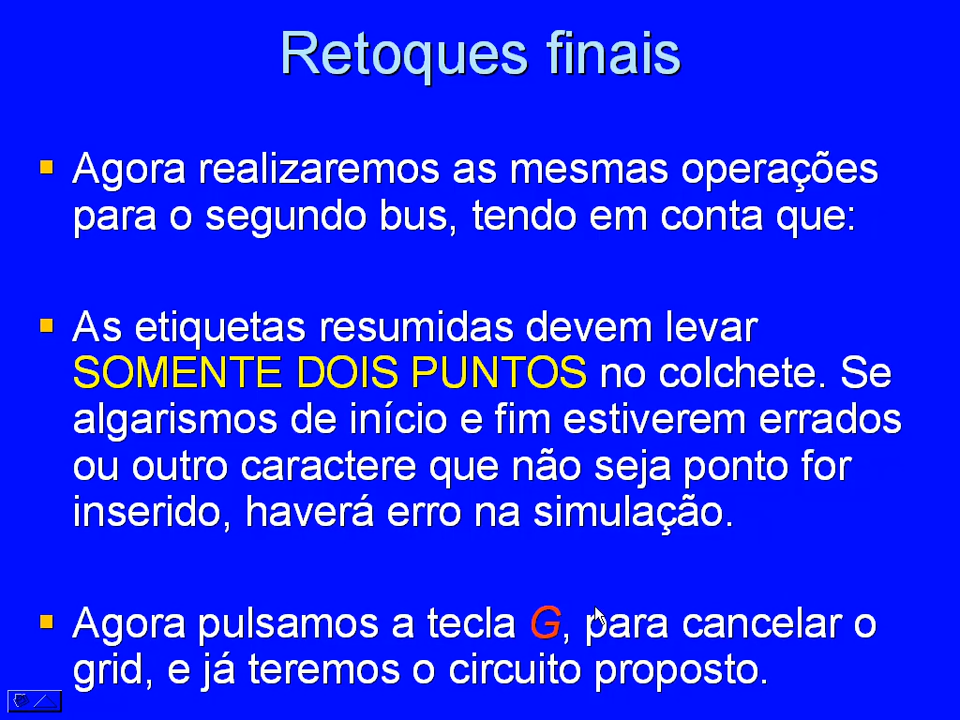 Retoques finais
Agora realizaremos as mesmas operações
para o segundo bus, tendo em conta que:
As etiquetas resumidas devem levar
SOMENTE DOIS PUNTOS no colchete. Se
algarismos de início e fim estiverem errados
ou outro caractere que não seja ponto for
inserido, haverá erro na simulação.
Agora pulsamos a tecla G, para cancelar o
grid, e já teremos o circuito proposto.